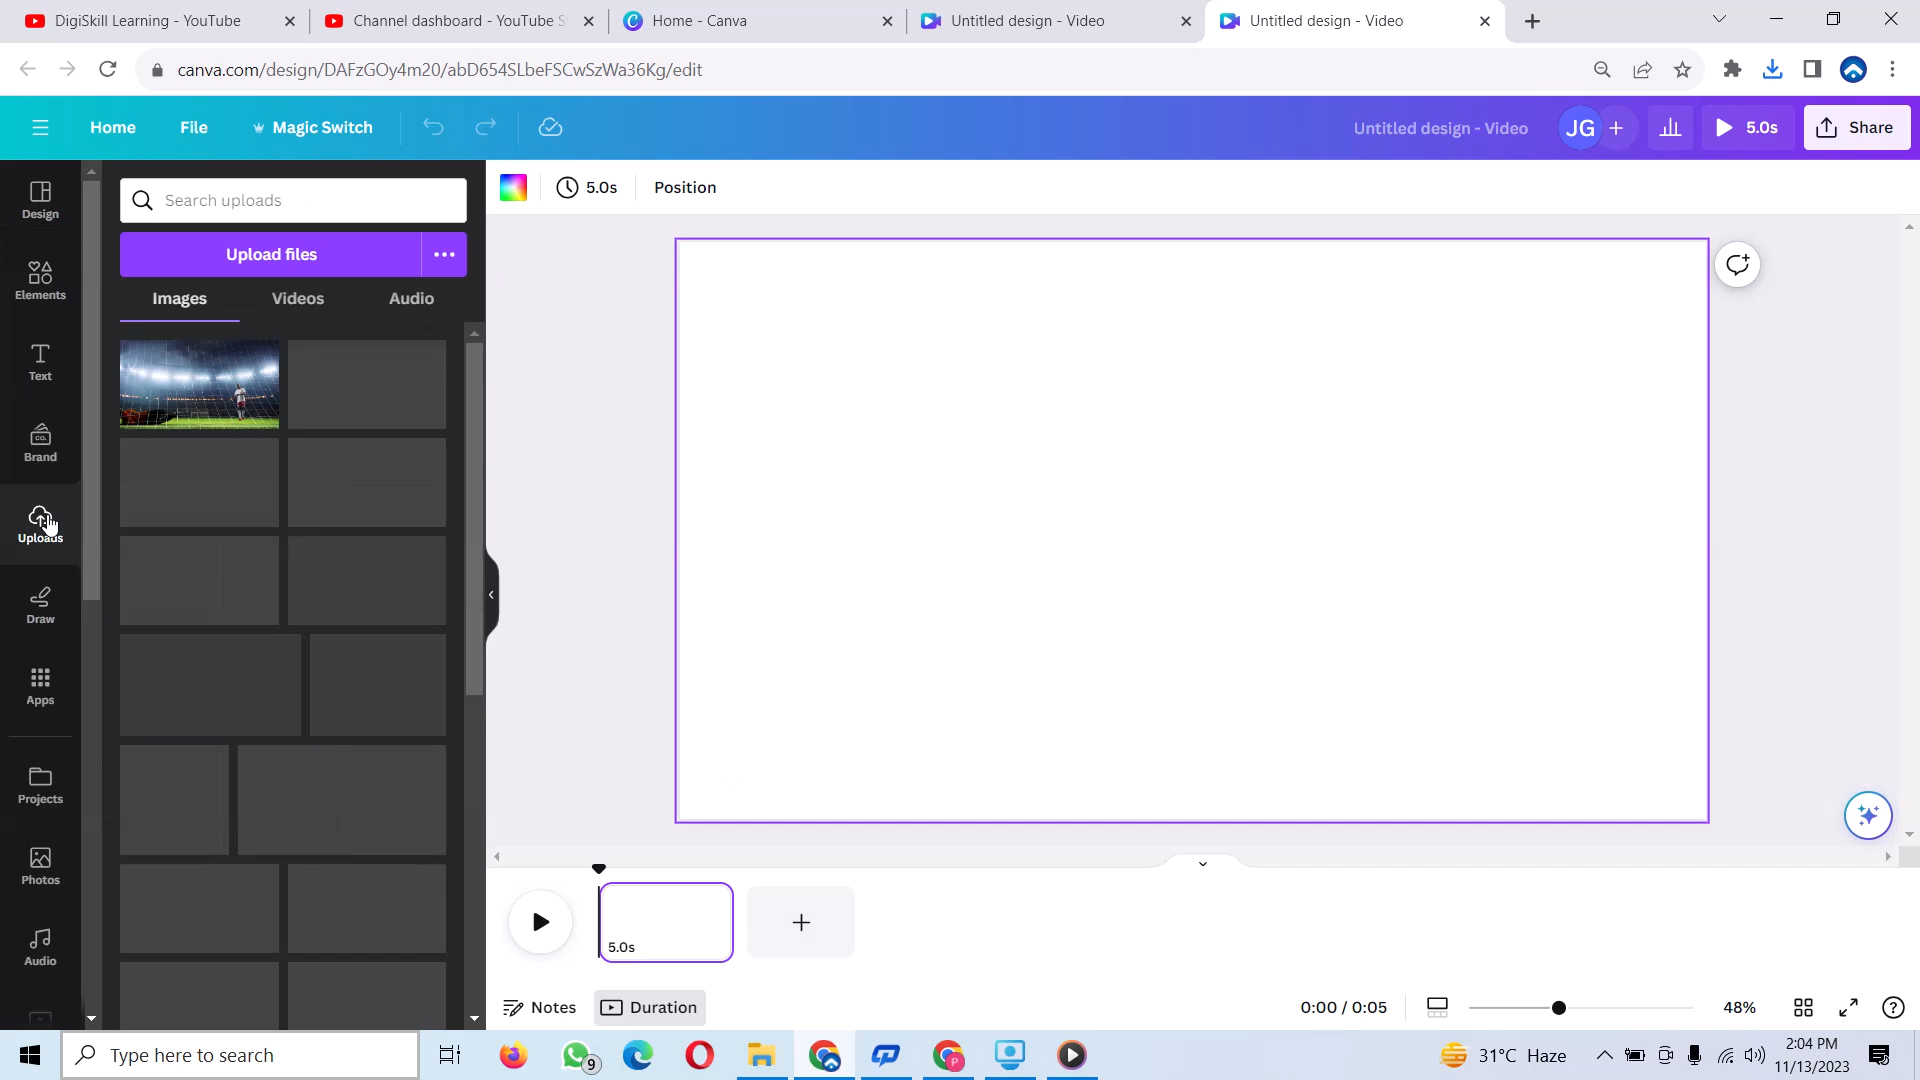 DigiSkill Learning - YouTube
Channel dashboard - YouTube S
Home - Canva
Untitled design - Video
Untitled design - Video
canva.com/design/DAFzGOy4m20/abD654SLbeFSCwSzWa36Kg/edit
Home
File
Magic Switch
Untitled design - Video
JG
5.0s
Share
Design
Elements
Text
CO.
Brand
Uploads
Draw
Apps
Projects
Photos
Audio
Search uploads
Upload files
Images
Videos
Audio
5.0s
Position
5.0s
Notes
Duration
0:00 / 0:05
48%
Type here to search
9
31°C Haze
2:04 PM
11/13/2023